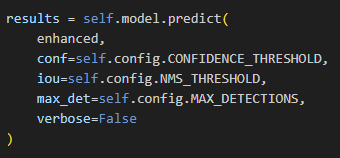 results = self.model.predict(
    enhanced,
    conf=self.config.CONFIDENCE_THRESHOLD,
    iou=self.config.NMS_THRESHOLD,
    max_det=self.config.MAX_DETECTIONS,
    verbose=False
)